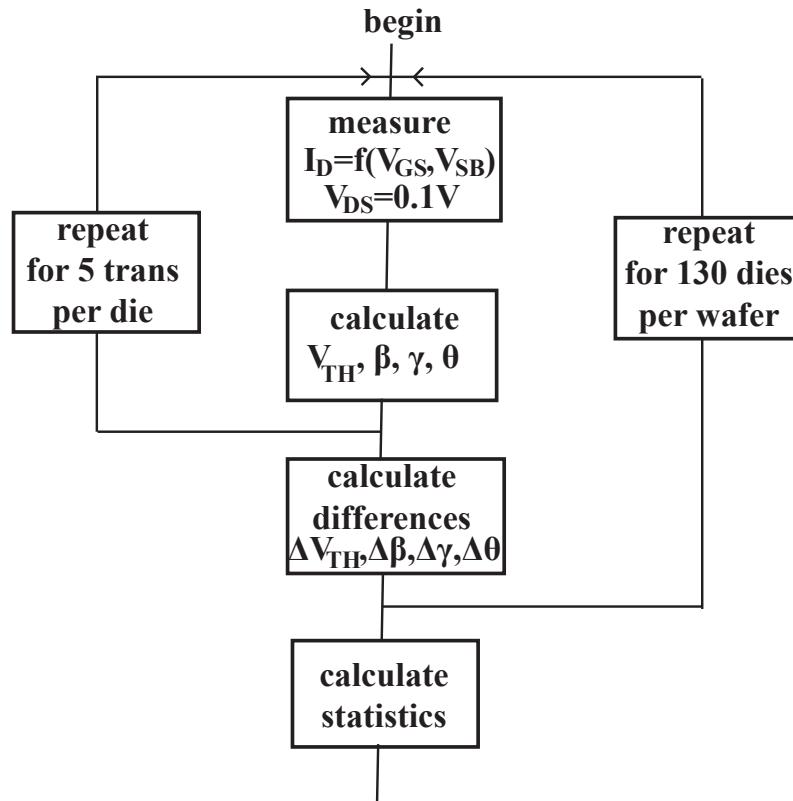 begin
measure
I_D=f(V_GS,V_SB)
V_DS=0.1V
repeat
for 5 trans
per die
repeat
for 130 dies
per wafer
calculate
V_TH, β, γ, θ
calculate
differences
ΔV_TH,Δβ,Δγ,Δθ
calculate
statistics